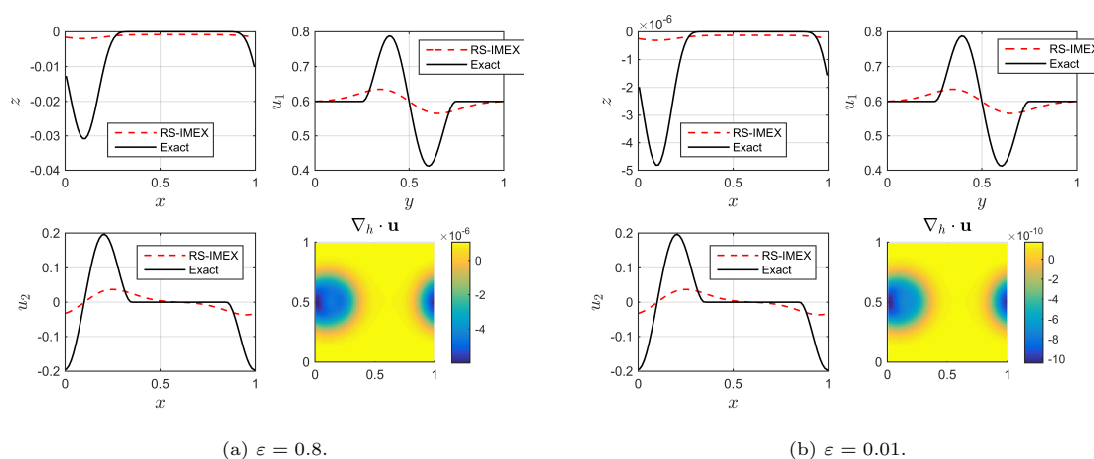 0
-0.01
-0.02
-0.03
-0.04
z
RS-IMEX
Exact
0 0.5 1
x
0.8
0.7
0.6
0.5
0.4
u₁
RS-IMEX
Exact
0 0.5 1
y
0.2
0.1
0
-0.1
-0.2
u₂
RS-IMEX
Exact
0 0.5 1
x
∇ₕ · u
1
0.5
0
0 0.5 1
×10⁻⁶
0
-2
-4
(a) ε = 0.8.
×10⁻⁶
0
-1
-2
-3
-4
-5
z
RS-IMEX
Exact
0 0.5 1
x
0.8
0.7
0.6
0.5
0.4
u₁
RS-IMEX
Exact
0 0.5 1
y
0.2
0.1
0
-0.1
-0.2
u₂
RS-IMEX
Exact
0 0.5 1
x
∇ₕ · u
1
0.5
0
0 0.5 1
×10⁻¹⁰
0
-2
-4
-6
-8
-10
(b) ε = 0.01.